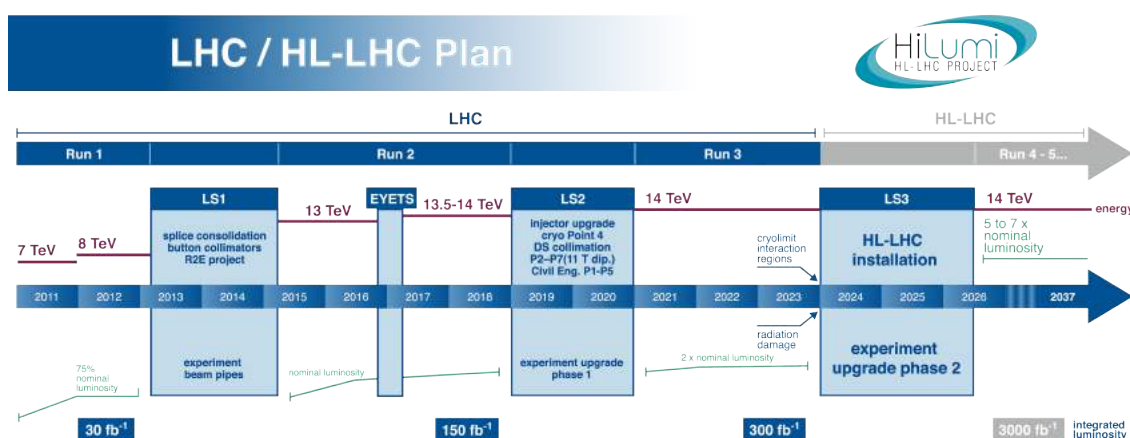 LHC / HL-LHC Plan
HiLumi
HL-LHC PROJECT
LHC
HL-LHC
Run 1
Run 2
Run 3
Run 4 - 5...
LS1
EYETS
LS2
LS3
splice consolidation
button collimators
R2E project
injector upgrade
cryo Point 4
DS collimation
P2–P7(11 T dip.)
Civil Eng. P1-P5
HL-LHC
installation
7 TeV
8 TeV
13 TeV
13.5-14 TeV
14 TeV
14 TeV
energy
5 to 7 x
nominal
luminosity
cryolimit
interaction
regions
2011
2012
2013
2014
2015
2016
2017
2018
2019
2020
2021
2022
2023
2024
2025
2026
2037
radiation
damage
75%
nominal
luminosity
experiment
beam pipes
nominal luminosity
experiment upgrade
phase 1
2 x nominal luminosity
experiment
upgrade phase 2
30 fb⁻¹
150 fb⁻¹
300 fb⁻¹
3000 fb⁻¹
integrated
luminosity